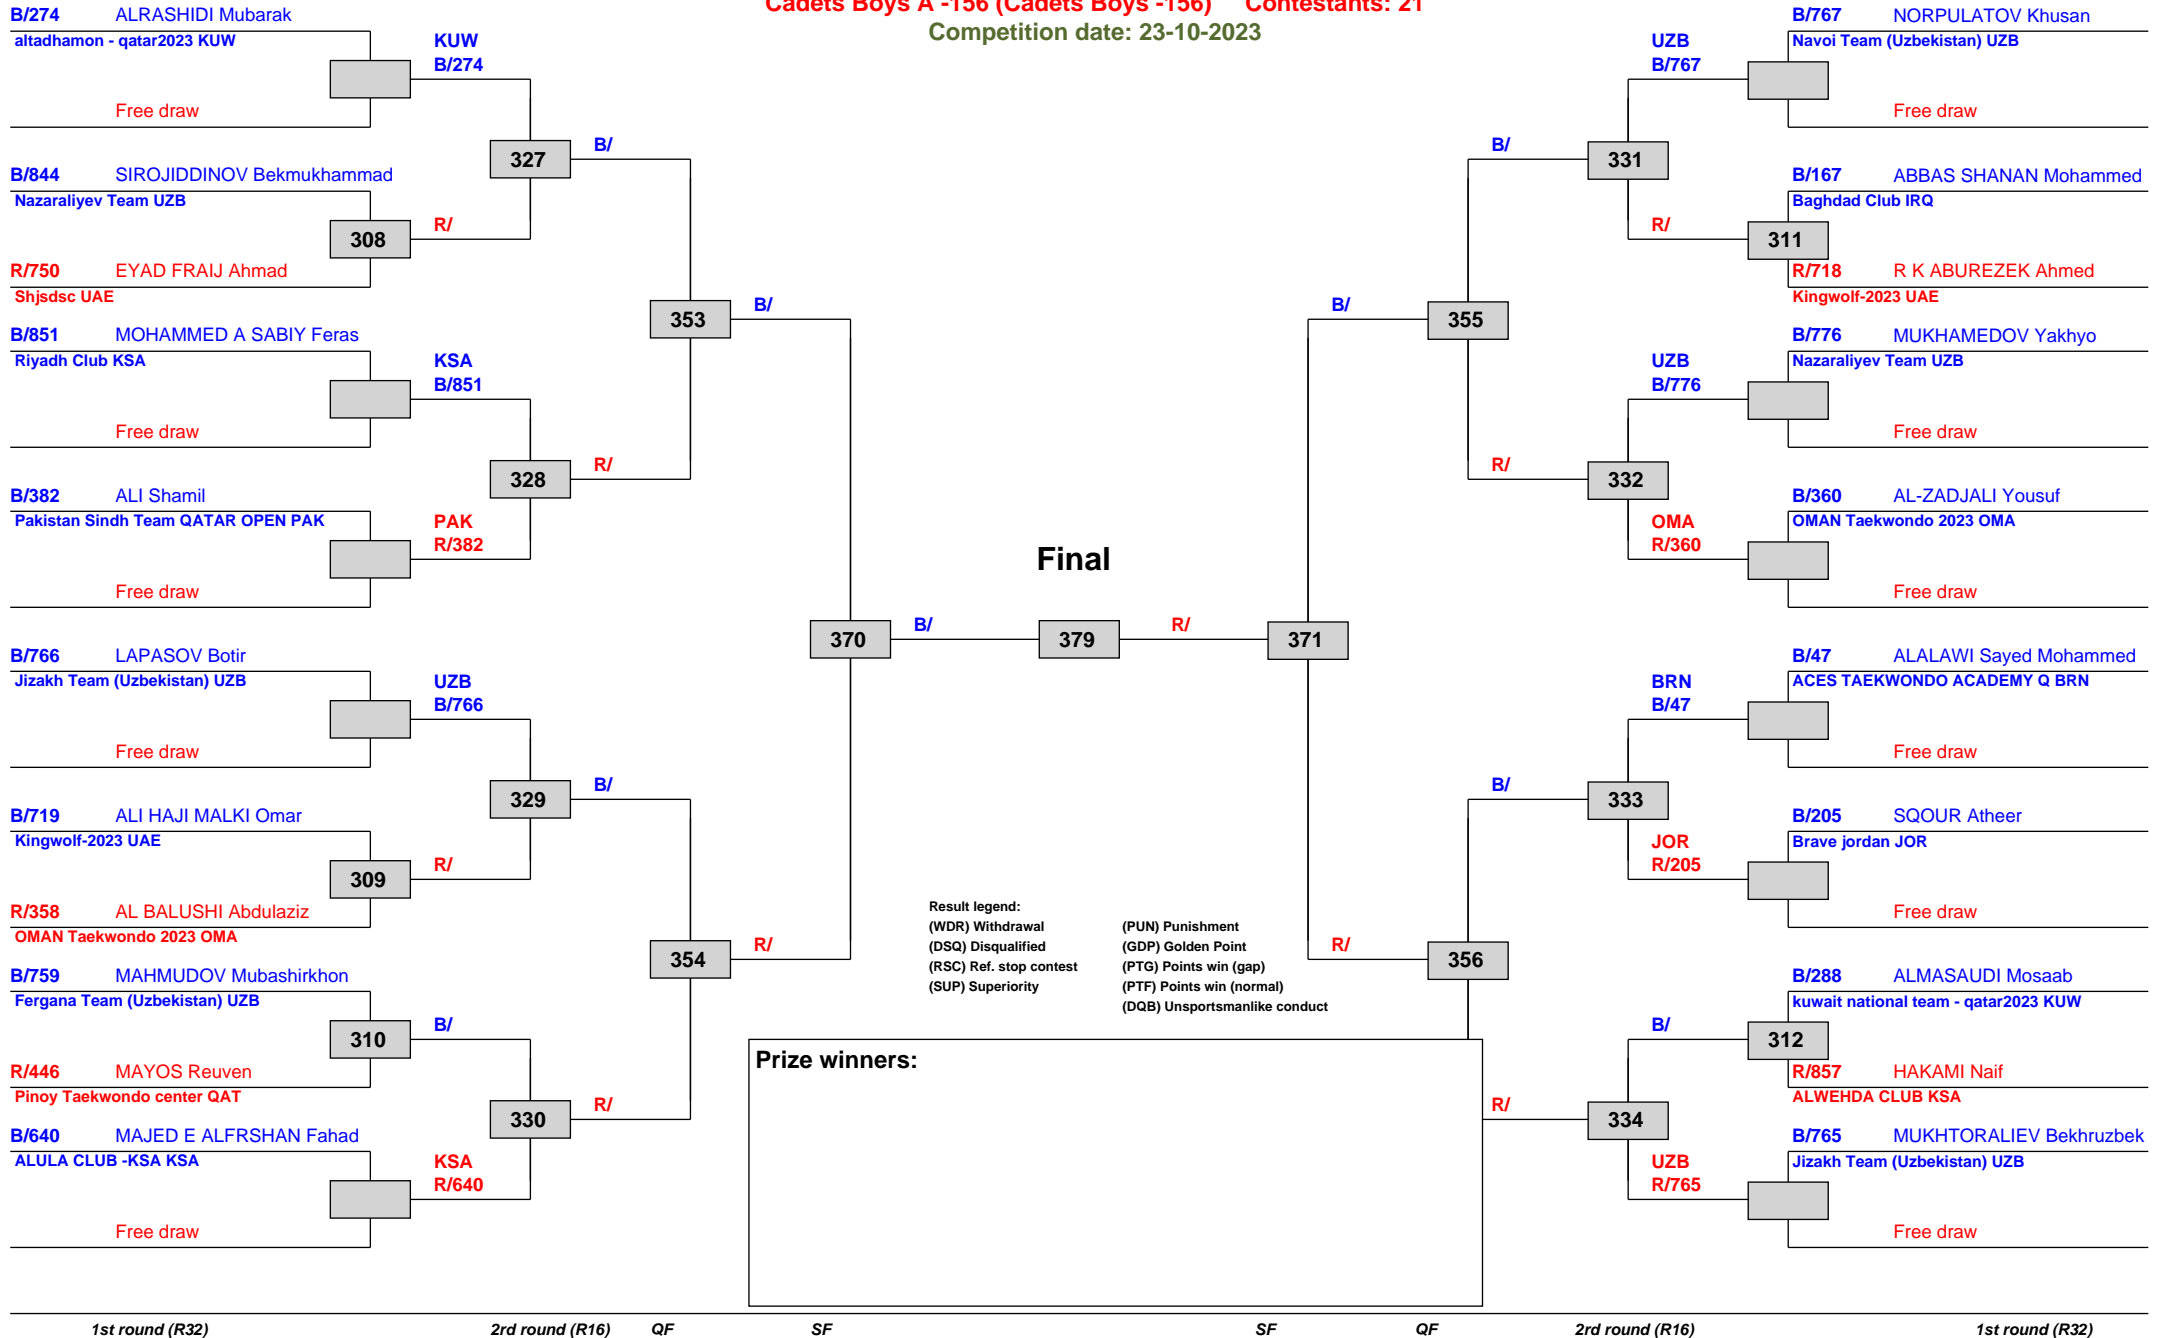 Cadets Boys A -156 (Cadets Boys -156) Contestants: 21
Competition date: 23-10-2023
B/274 ALRASHIDI Mubarak
altadhamon - qatar2023 KUW
Free draw
KUW
B/274
B/844 SIROJIDDINOV Bekmukhammad
Nazaraliyev Team UZB
308
R/
R/750 EYAD FRAIJ Ahmad
Shjsdsc UAE
327
B/
B/851 MOHAMMED A SABIY Feras
Riyadh Club KSA
Free draw
KSA
B/851
B/382 ALI Shamil
Pakistan Sindh Team QATAR OPEN PAK
Free draw
PAK
R/382
328
R/
353
B/
B/766 LAPASOV Botir
Jizakh Team (Uzbekistan) UZB
Free draw
UZB
B/766
B/719 ALI HAJI MALKI Omar
Kingwolf-2023 UAE
309
R/
R/358 AL BALUSHI Abdulaziz
OMAN Taekwondo 2023 OMA
329
B/
B/759 MAHMUDOV Mubashirkhon
Fergana Team (Uzbekistan) UZB
310
B/
R/446 MAYOS Reuven
Pinoy Taekwondo center QAT
B/640 MAJED E ALFRSHAN Fahad
ALULA CLUB -KSA KSA
Free draw
KSA
R/640
330
R/
354
R/
370
B/
Final
379
R/
371
B/767 NORPULATOV Khusan
Navoi Team (Uzbekistan) UZB
Free draw
UZB
B/767
B/167 ABBAS SHANAN Mohammed
Baghdad Club IRQ
311
R/
R/718 R K ABUREZEK Ahmed
Kingwolf-2023 UAE
331
B/
B/776 MUKHAMEDOV Yakhyo
Nazaraliyev Team UZB
Free draw
UZB
B/776
B/360 AL-ZADJALI Yousuf
OMAN Taekwondo 2023 OMA
Free draw
OMA
R/360
332
R/
355
B/
B/47 ALALAWI Sayed Mohammed
ACES TAEKWONDO ACADEMY Q BRN
Free draw
BRN
B/47
B/205 SQOUR Atheer
Brave jordan JOR
Free draw
JOR
R/205
333
B/
B/288 ALMASAUDI Mosaab
kuwait national team - qatar2023 KUW
312
B/
R/857 HAKAMI Naif
ALWEHDA CLUB KSA
B/765 MUKHTORALIEV Bekhruzbek
Jizakh Team (Uzbekistan) UZB
Free draw
UZB
R/765
334
R/
356
R/
Result legend:
(WDR) Withdrawal
(DSQ) Disqualified
(RSC) Ref. stop contest
(SUP) Superiority
(PUN) Punishment
(GDP) Golden Point
(PTG) Points win (gap)
(PTF) Points win (normal)
(DQB) Unsportsmanlike conduct
Prize winners:
1st round (R32) 2rd round (R16) QF SF SF QF 2rd round (R16) 1st round (R32)